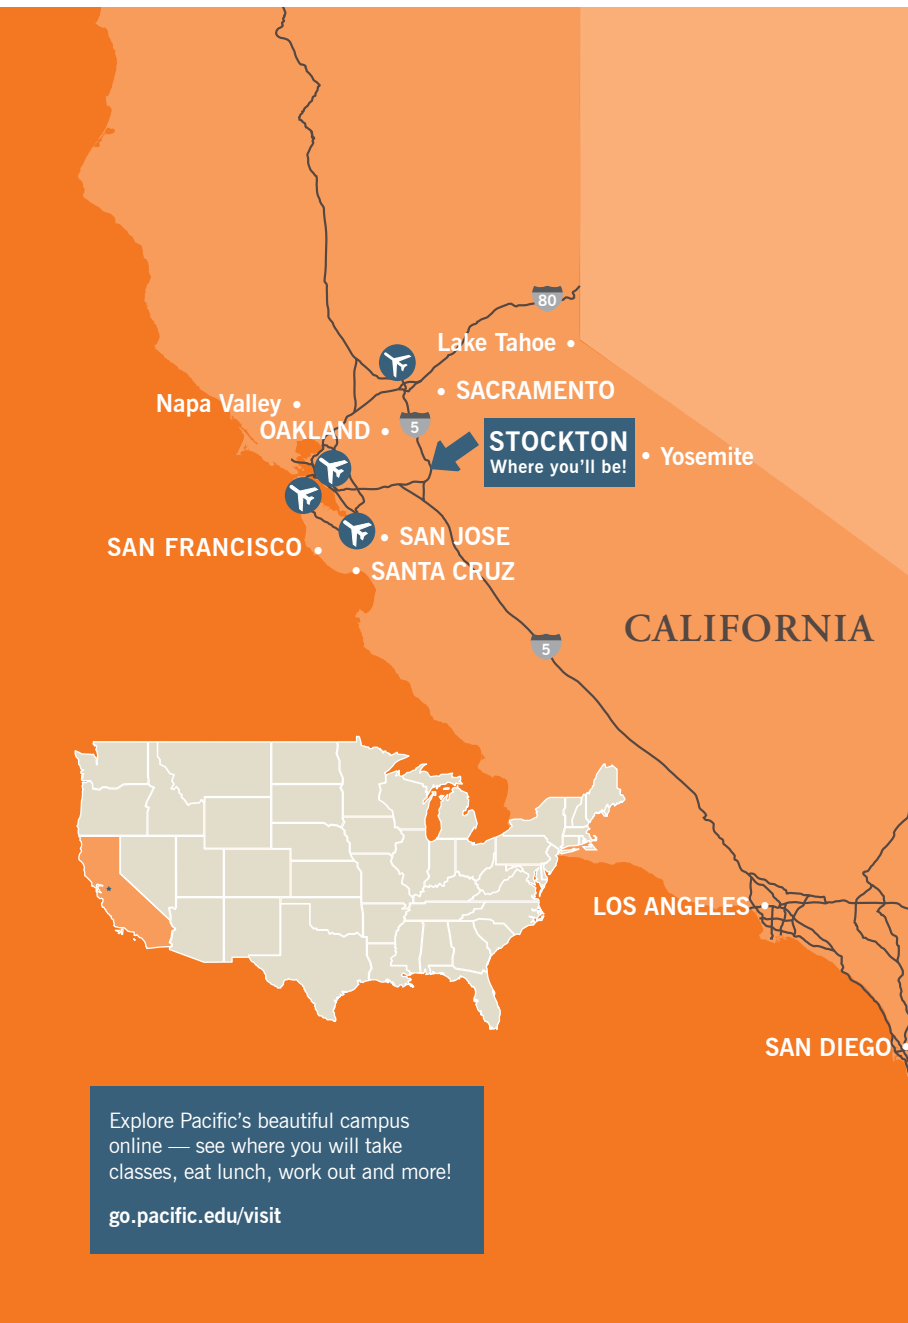 80
Lake Tahoe
SACRAMENTO
Napa Valley
OAKLAND
5
STOCKTON
Where you’ll be!
Yosemite
SAN JOSE
SAN FRANCISCO
SANTA CRUZ
CALIFORNIA
5
LOS ANGELES
SAN DIEGO
Explore Pacific’s beautiful campus
online — see where you will take
classes, eat lunch, work out and more!
go.pacific.edu/visit